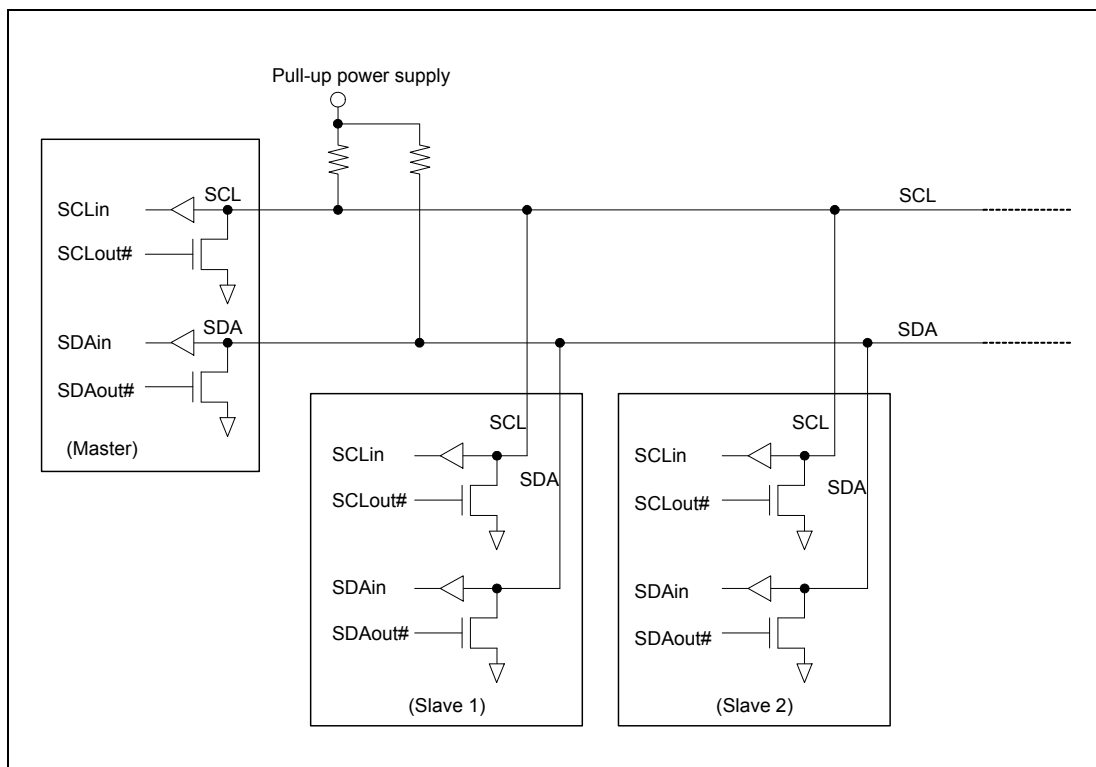 Pull-up power supply
SCL
SCL
SCLin
SCLout#
SDA
SDA
SDAin
SDAout#
(Master)
SCL
SCLin
SDA
SCLout#
SDAin
SDAout#
(Slave 1)
SCL
SCLin
SDA
SCLout#
SDAin
SDAout#
(Slave 2)